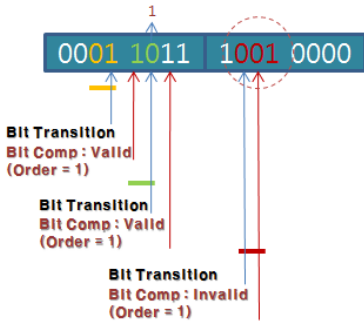 1
0001 1011 1001 0000
Bit Transition
Bit Comp : Valid
(Order = 1)
Bit Transition
Bit Comp : Valid
(Order = 1)
Bit Transition
Bit Comp : Invalid
(Order = 1)